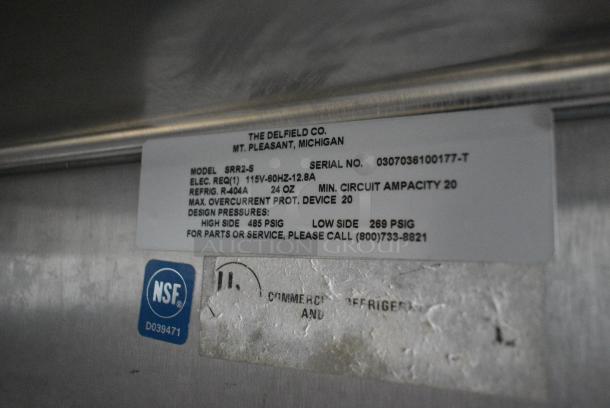 THE DELFIELD CO.
MT. PLEASANT, MICHIGAN
MODEL SRR2-S SERIAL NO. 0307036100177-T
ELEC. REQ(1) 115V-60HZ-12.8A
REFRIG. R-404A 24 OZ MIN. CIRCUIT AMPACITY 20
MAX. OVERCURRENT PROT. DEVICE 20
DESIGN PRESSURES:
HIGH SIDE 485 PSIG LOW SIDE 269 PSIG
FOR PARTS OR SERVICE, PLEASE CALL (800)733-8821
AUCTION GROUP
NSF®
D039471
AND